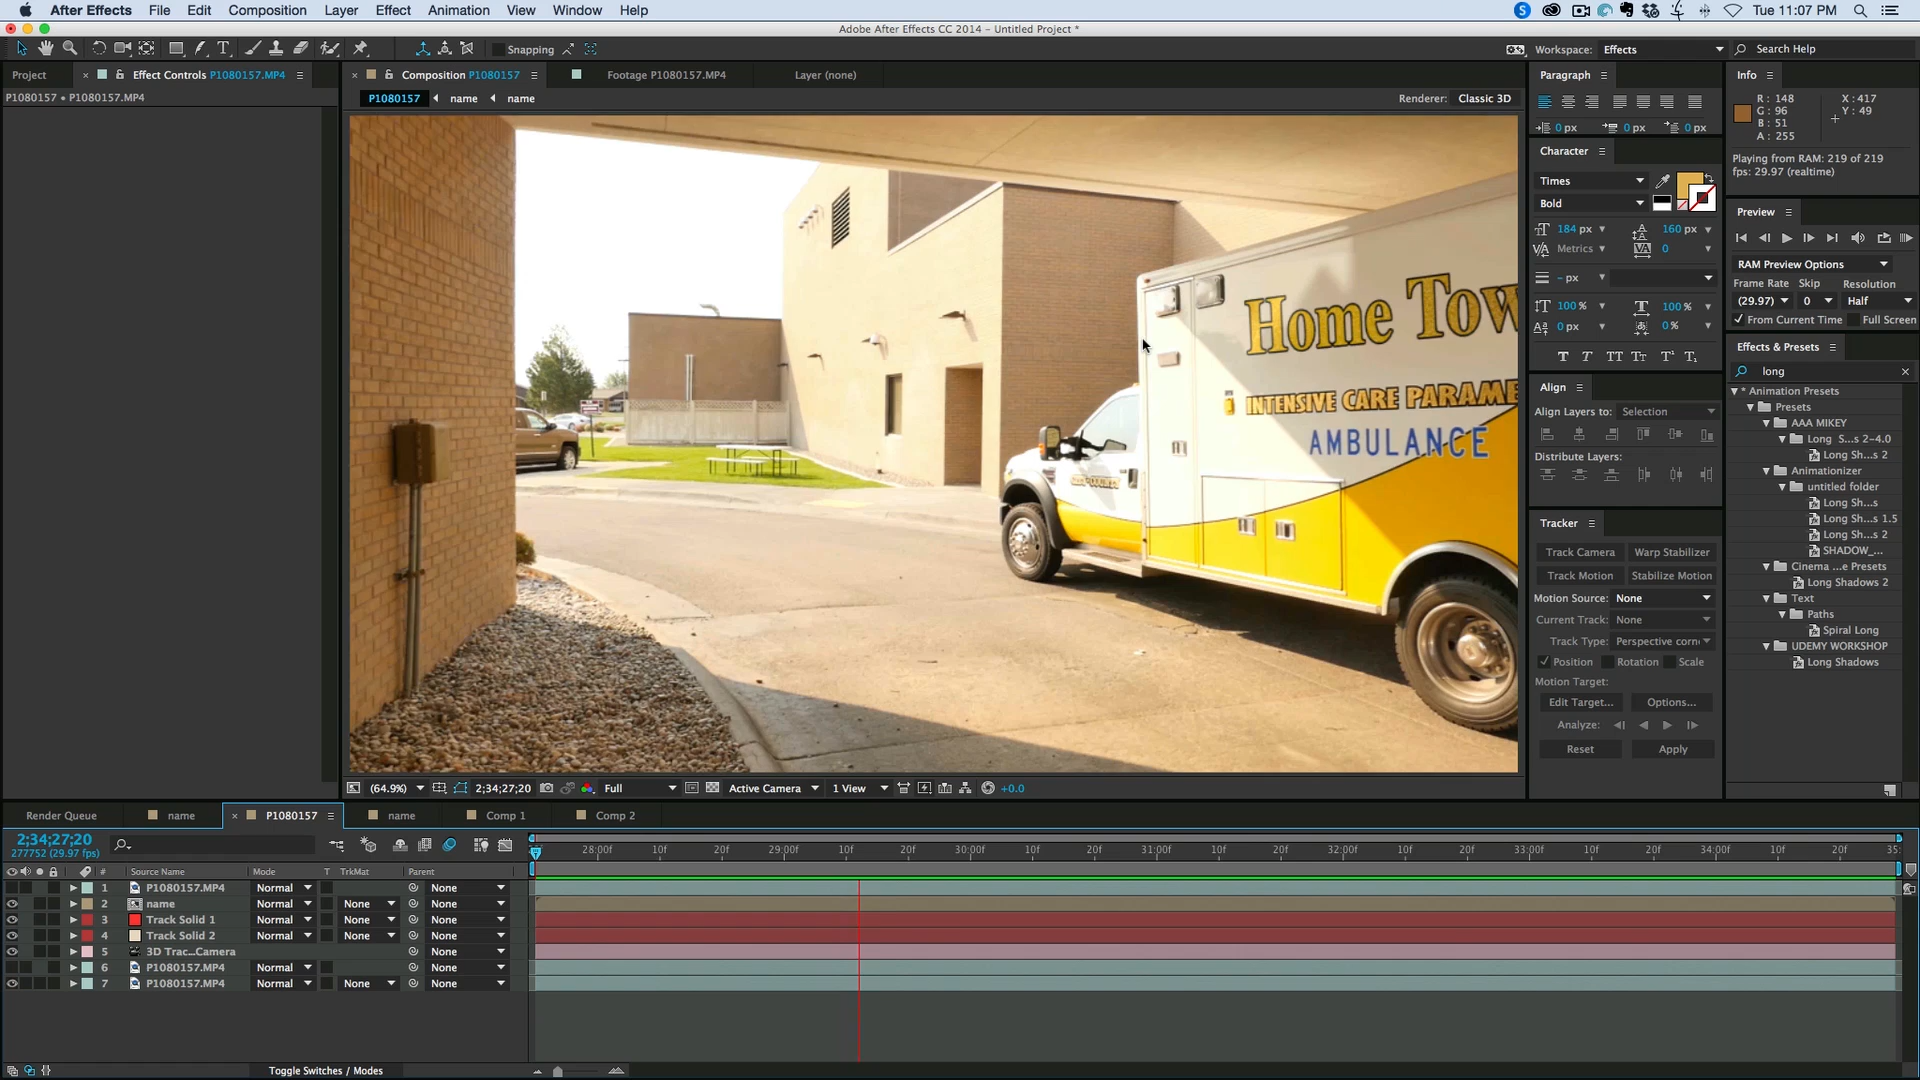 After Effects File Edit Composition Layer Effect Animation View Window Help
Tue 11:07 PM
Adobe After Effects CC 2014 - Untitled Project *
Snapping
Workspace: Effects
Search Help
Project
Effect Controls P1080157.MP4
Composition P1080157
Footage P1080157.MP4
Layer (none)
P1080157 • P1080157.MP4
P1080157 name name
Renderer: Classic 3D
Home Tow
INTENSIVE CARE PARAME
AMBULANCE
(64.9%) 2;34;27;20 Full Active Camera 1 View +0.0
Paragraph
0 px 0 px 0 px
Character
Times
Bold
184 px 160 px
Metrics 0
- px
100 % 100 %
0 px 0 %
T T TT Tr T¹ T₁
Align
Align Layers to: Selection
Distribute Layers:
Tracker
Track Camera Warp Stabilizer
Track Motion Stabilize Motion
Motion Source: None
Current Track: None
Track Type: Perspective corn
Position Rotation Scale
Motion Target:
Edit Target... Options...
Analyze:
Reset Apply
Info
R: 148
G: 96
B: 51
A: 255
X: 417
Y: 49
Playing from RAM: 219 of 219
fps: 29.97 (realtime)
Preview
RAM Preview Options
Frame Rate Skip Resolution
(29.97) 0 Half
From Current Time Full Screen
Effects & Presets
long
* Animation Presets
Presets
AAA MIKEY
Long S...s 2-4.0
Long Sh...s 2
Animationizer
untitled folder
Long Sh...s
Long Sh...s 1.5
Long Sh...s 2
SHADOW_...
Cinema ...e Presets
Long Shadows 2
Text
Paths
Spiral Long
UDEMY WORKSHOP
Long Shadows
Render Queue name P1080157 name Comp 1 Comp 2
2;34;27;20
277752 (29.97 fps)
28:00f 10f 20f 29:00f 10f 20f 30:00f 10f 20f 31:00f 10f 20f 32:00f 10f 20f 33:00f 10f 20f 34:00f 10f 20f 35:
# Source Name Mode T TrkMat Parent
1 P1080157.MP4 Normal None
2 name Normal None None
3 Track Solid 1 Normal None None
4 Track Solid 2 Normal None None
5 3D Trac...Camera None
6 P1080157.MP4 Normal None
7 P1080157.MP4 Normal None None
Toggle Switches / Modes